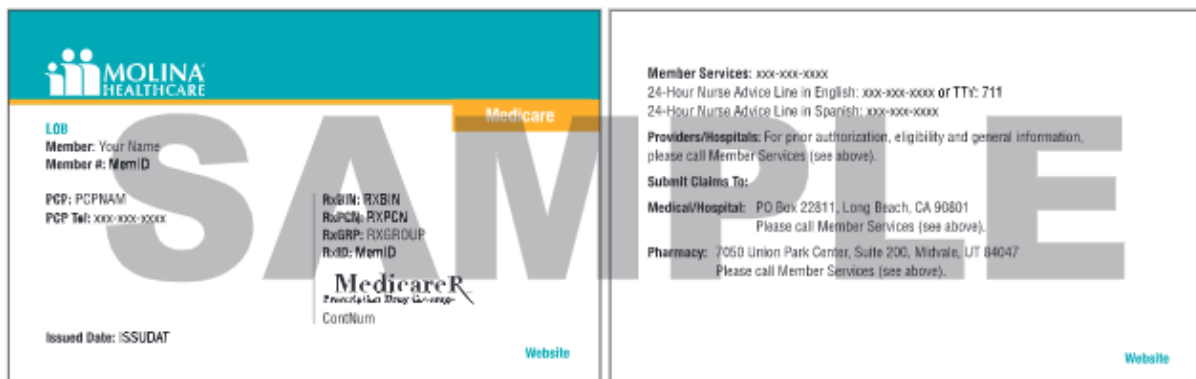 MOLINA
HEALTHCARE
Medicare
LOB
Member: Your Name
Member #: MemID
PCP: PCPNAM
PCP Tel: xxx-xxx-xxxx
RxBIN: RXBIN
RxPCN: RXPCN
RxGRP: RXGROUP
RxID: MemID
MedicareRx
Prescription Drug Coverage
ContNum
Issued Date: ISSUDAT
Website
Member Services: xxx-xxx-xxxx
24-Hour Nurse Advice Line in English: xxx-xxx-xxxx or TTY: 711
24-Hour Nurse Advice Line in Spanish: xxx-xxx-xxxx
Providers/Hospitals: For prior authorization, eligibility and general information,
please call Member Services (see above).
Submit Claims To:
Medical/Hospital: PO Box 22811, Long Beach, CA 90801
Please call Member Services (see above).
Pharmacy: 7050 Union Park Center, Suite 200, Midvale, UT 84047
Please call Member Services (see above).
Website
SAMPLE